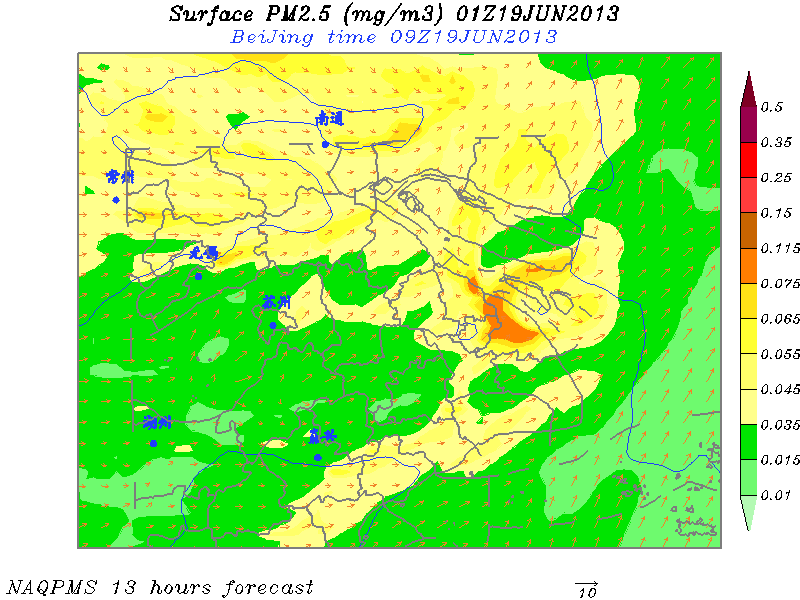 Surface PM2.5 (mg/m3) 01Z19JUN2013
BeiJing time 09Z19JUN2013
南通
常州
无锡
苏州
湖州
嘉兴
0.5
0.35
0.25
0.15
0.115
0.075
0.065
0.055
0.045
0.035
0.015
0.01
NAQPMS 13 hours forecast
10